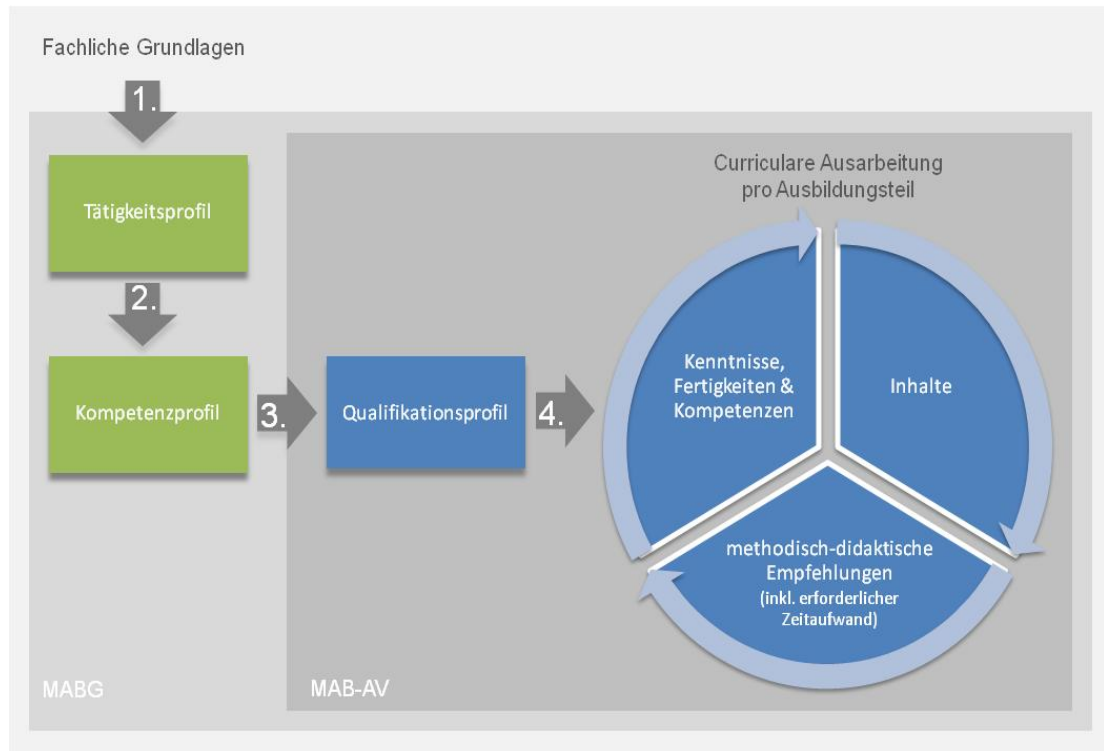 Fachliche Grundlagen
1.
Tätigkeitsprofil
2.
Kompetenzprofil
3.
Qualifikationsprofil
4.
Curriculare Ausarbeitung
pro Ausbildungsteil
Kenntnisse,
Fertigkeiten &
Kompetenzen
Inhalte
methodisch-didaktische
Empfehlungen
(inkl. erforderlicher
Zeitaufwand)
MABG
MAB-AV